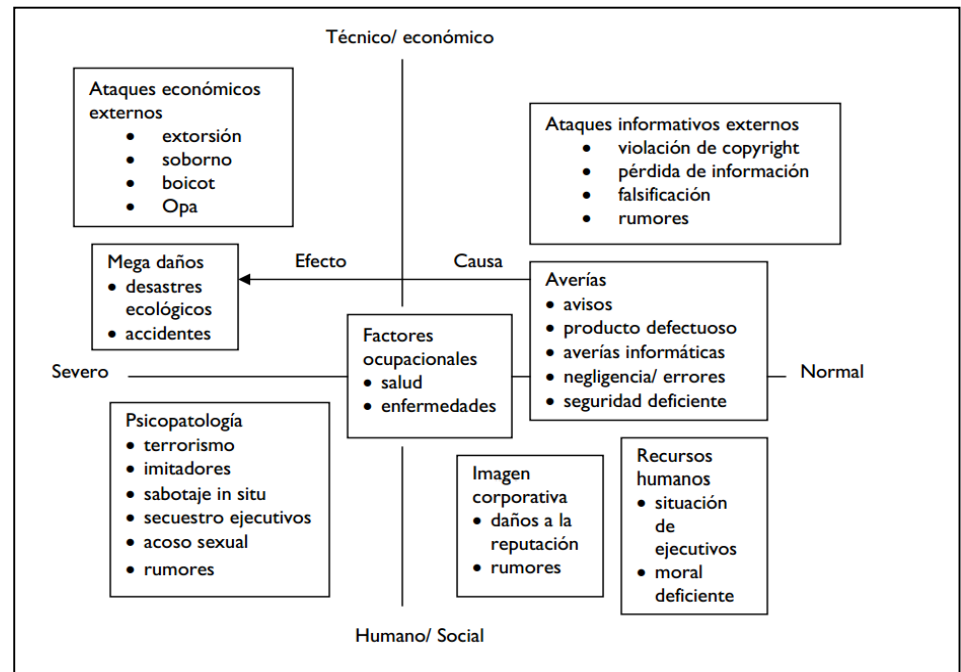 Técnico/ económico
Ataques económicos
externos
• extorsión
• soborno
• boicot
• Opa
Ataques informativos externos
• violación de copyright
• pérdida de información
• falsificación
• rumores
Mega daños
• desastres
ecológicos
• accidentes
Efecto
Causa
Averías
• avisos
• producto defectuoso
• averías informáticas
• negligencia/ errores
• seguridad deficiente
Factores
ocupacionales
• salud
• enfermedades
Severo
Normal
Psicopatología
• terrorismo
• imitadores
• sabotaje in situ
• secuestro ejecutivos
• acoso sexual
• rumores
Imagen
corporativa
• daños a la
reputación
• rumores
Recursos
humanos
• situación
de
ejecutivos
• moral
deficiente
Humano/ Social